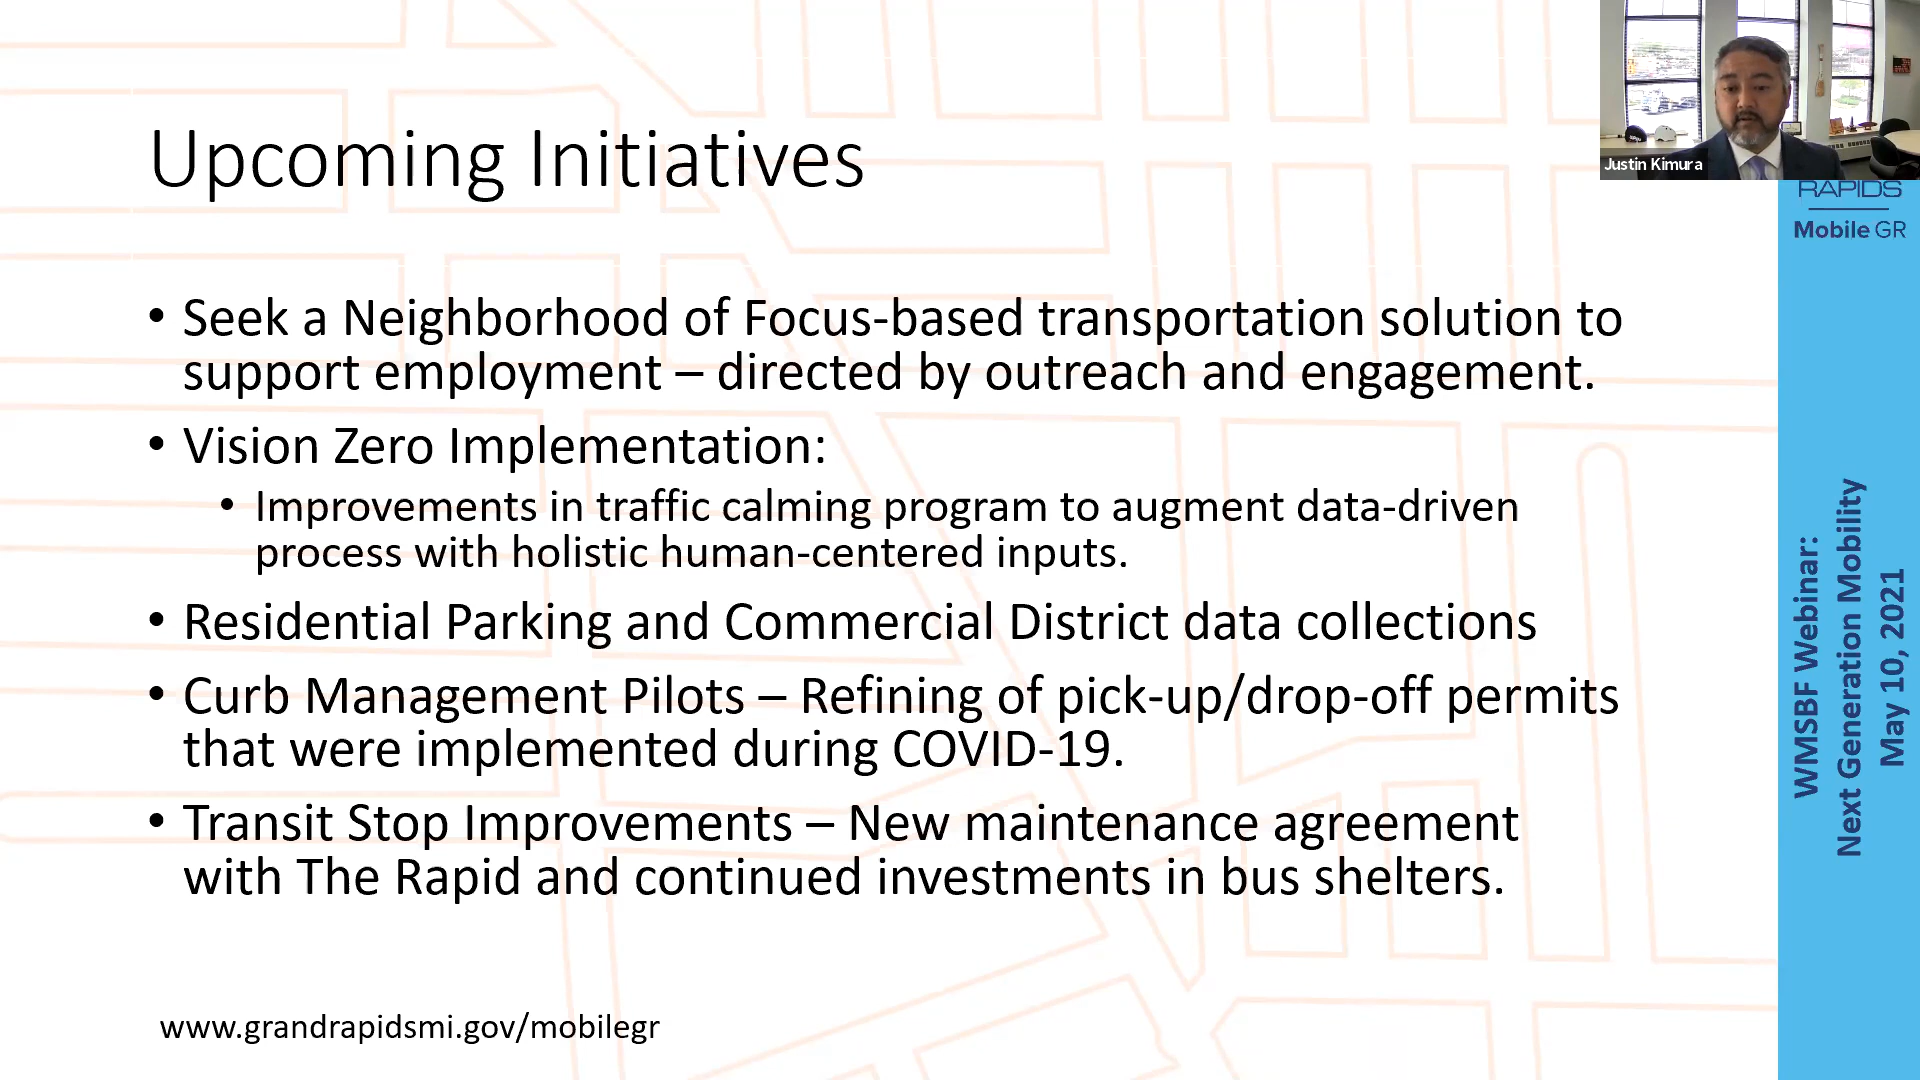 Upcoming Initiatives
• Seek a Neighborhood of Focus-based transportation solution to
support employment – directed by outreach and engagement.
• Vision Zero Implementation:
• Improvements in traffic calming program to augment data-driven
process with holistic human-centered inputs.
• Residential Parking and Commercial District data collections
• Curb Management Pilots – Refining of pick-up/drop-off permits
that were implemented during COVID-19.
• Transit Stop Improvements – New maintenance agreement
with The Rapid and continued investments in bus shelters.
www.grandrapidsmi.gov/mobilegr
Justin Kimura
RAPIDS
Mobile GR
WMSBF Webinar:
Next Generation Mobility
May 10, 2021